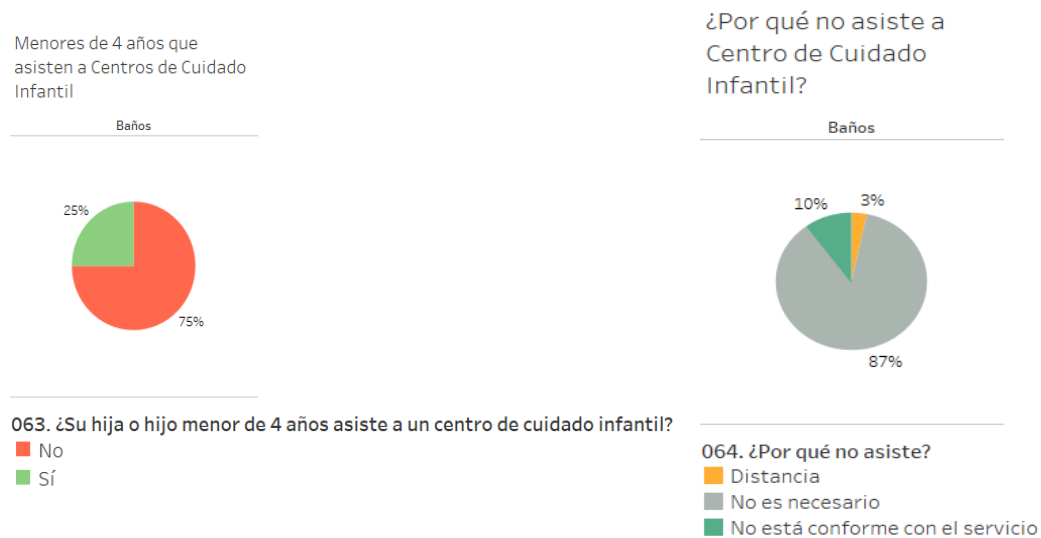 Menores de 4 años que
asisten a Centros de Cuidado
Infantil
Baños
25%
75%
063. ¿Su hija o hijo menor de 4 años asiste a un centro de cuidado infantil?
No
Sí
¿Por qué no asiste a
Centro de Cuidado
Infantil?
Baños
10%
3%
87%
064. ¿Por qué no asiste?
Distancia
No es necesario
No está conforme con el servicio